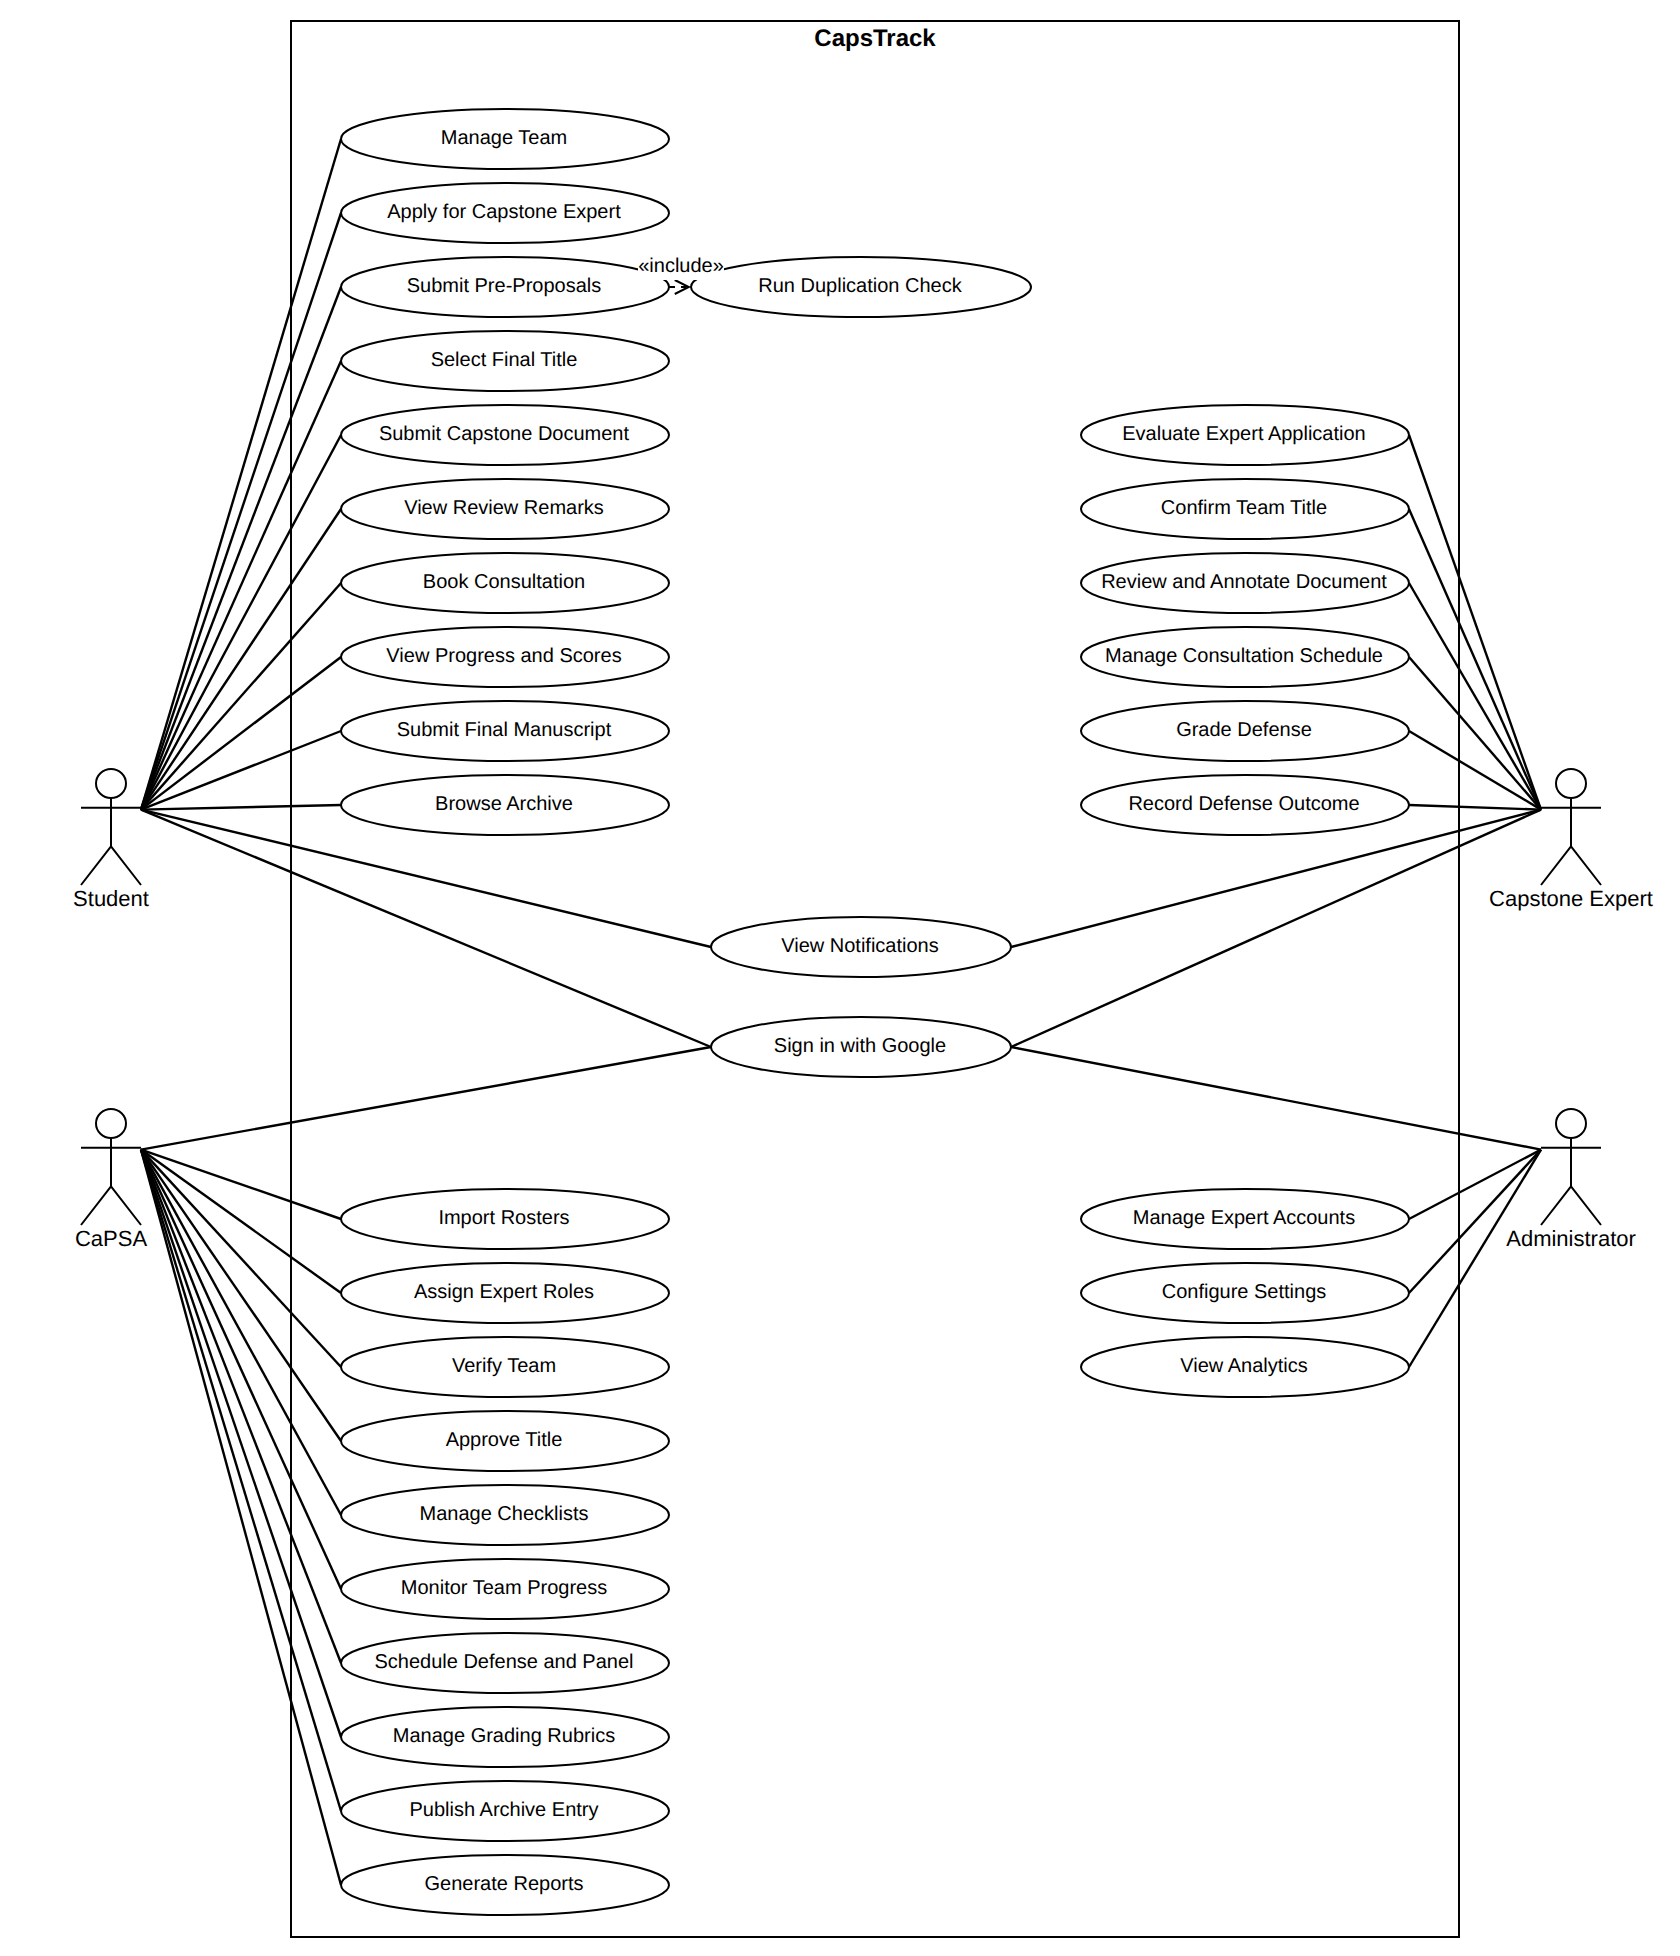 CapsTrack
Manage Team
Apply for Capstone Expert
«include»
Submit Pre-Proposals
Run Duplication Check
Select Final Title
Submit Capstone Document
Evaluate Expert Application
View Review Remarks
Confirm Team Title
Book Consultation
Review and Annotate Document
View Progress and Scores
Manage Consultation Schedule
Submit Final Manuscript
Grade Defense
Browse Archive
Record Defense Outcome
Student
Capstone Expert
View Notifications
Sign in with Google
Import Rosters
Manage Expert Accounts
CaPSA
Administrator
Assign Expert Roles
Configure Settings
Verify Team
View Analytics
Approve Title
Manage Checklists
Monitor Team Progress
Schedule Defense and Panel
Manage Grading Rubrics
Publish Archive Entry
Generate Reports